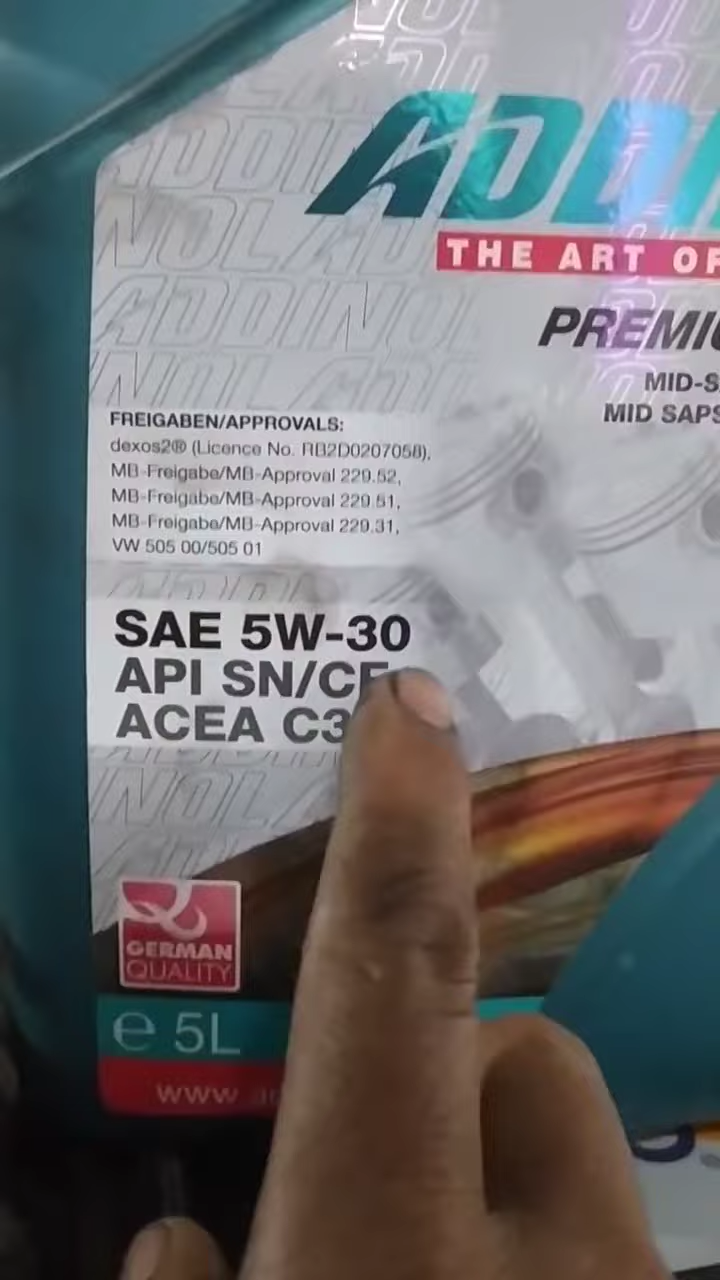 ADDI
THE ART OF
PREMI
MID-S
MID SAPS
FREIGABEN/APPROVALS:
dexos2® (Licence No. RB2D0207058),
MB-Freigabe/MB-Approval 229.52,
MB-Freigabe/MB-Approval 229.51,
MB-Freigabe/MB-Approval 229.31,
VW 505 00/505 01
SAE 5W-30
API SN/CF
ACEA C3
GERMAN
QUALITY
e 5L
www.